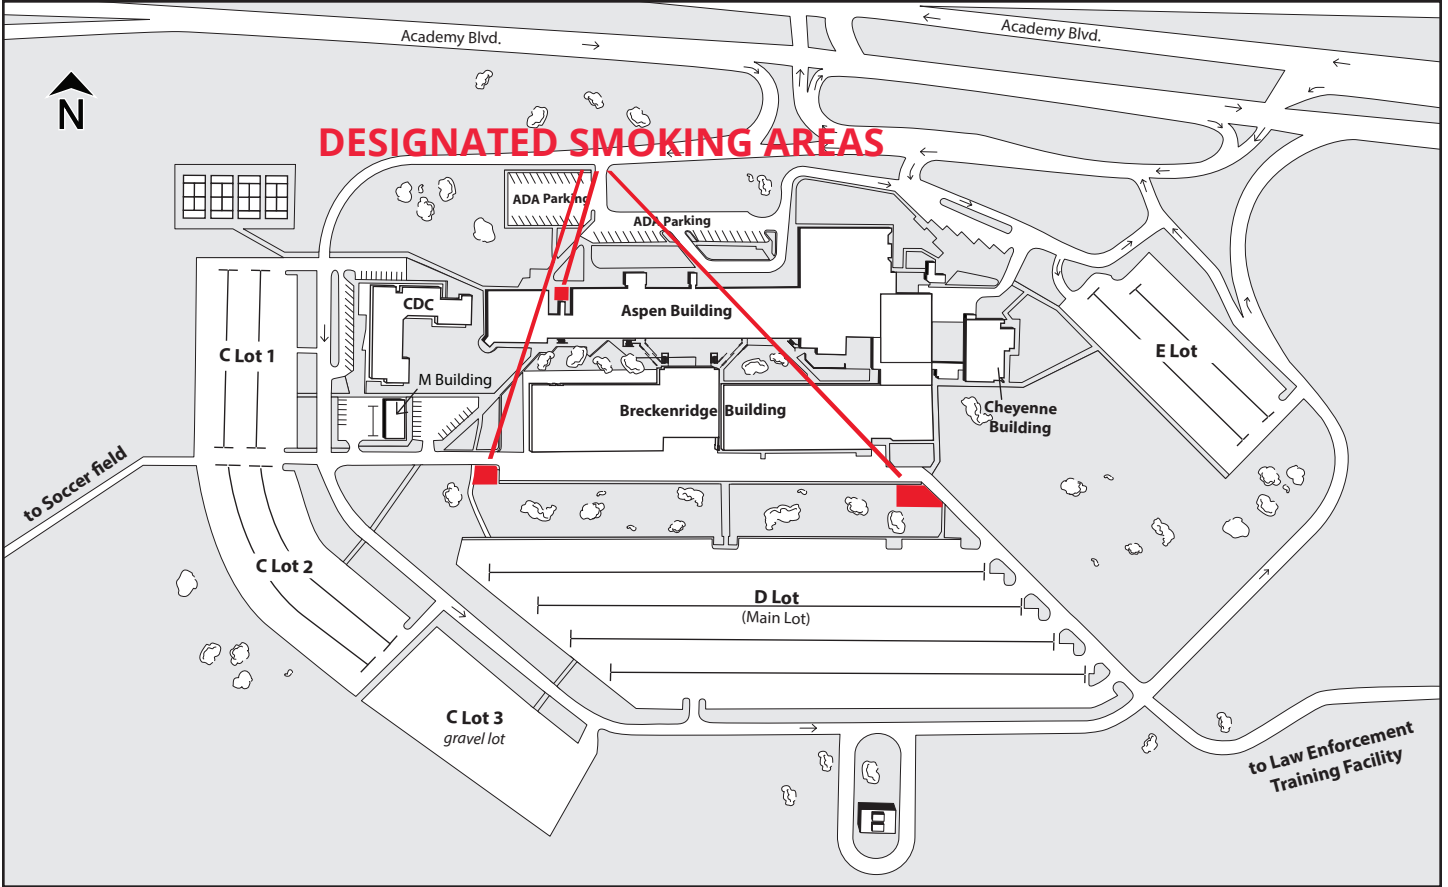 Academy Blvd.
Academy Blvd.
N
DESIGNATED SMOKING AREAS
ADA Parking
ADA Parking
CDC
Aspen Building
C Lot 1
E Lot
M Building
Breckenridge Building
Cheyenne
Building
to Soccer field
C Lot 2
D Lot
(Main Lot)
C Lot 3
gravel lot
to Law Enforcement
Training Facility